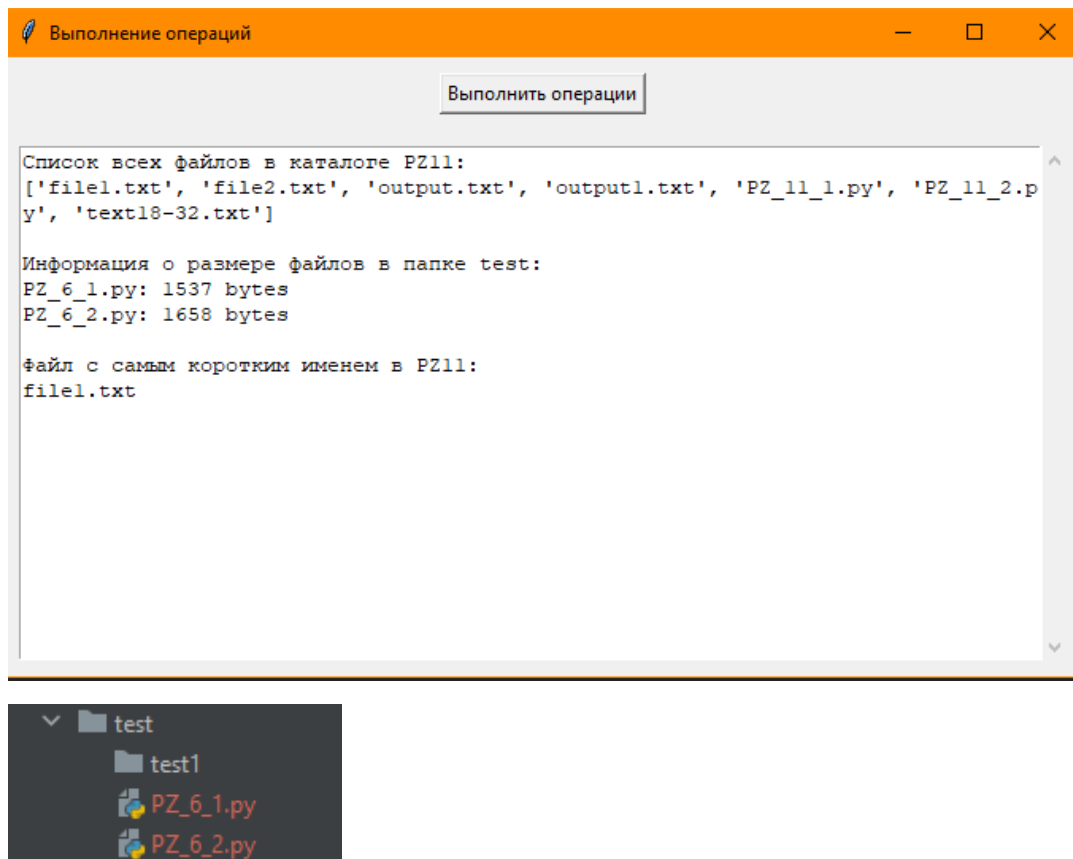 Выполнение операций
Выполнить операции
Список всех файлов в каталоге PZ11:
['file1.txt', 'file2.txt', 'output.txt', 'output1.txt', 'PZ_11_1.py', 'PZ_11_2.p
y', 'text18-32.txt']
Информация о размере файлов в папке test:
PZ_6_1.py: 1537 bytes
PZ_6_2.py: 1658 bytes
Файл с самым коротким именем в PZ11:
file1.txt
test
test1
PZ_6_1.py
PZ_6_2.py